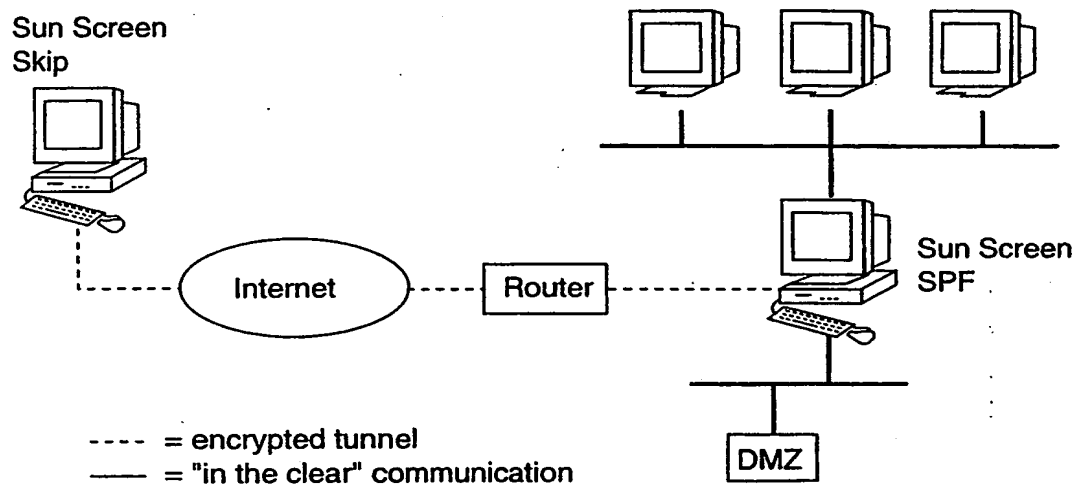 Sun Screen
Skip
Internet
Router
Sun Screen
SPF
DMZ
---- = encrypted tunnel
—— = "in the clear" communication